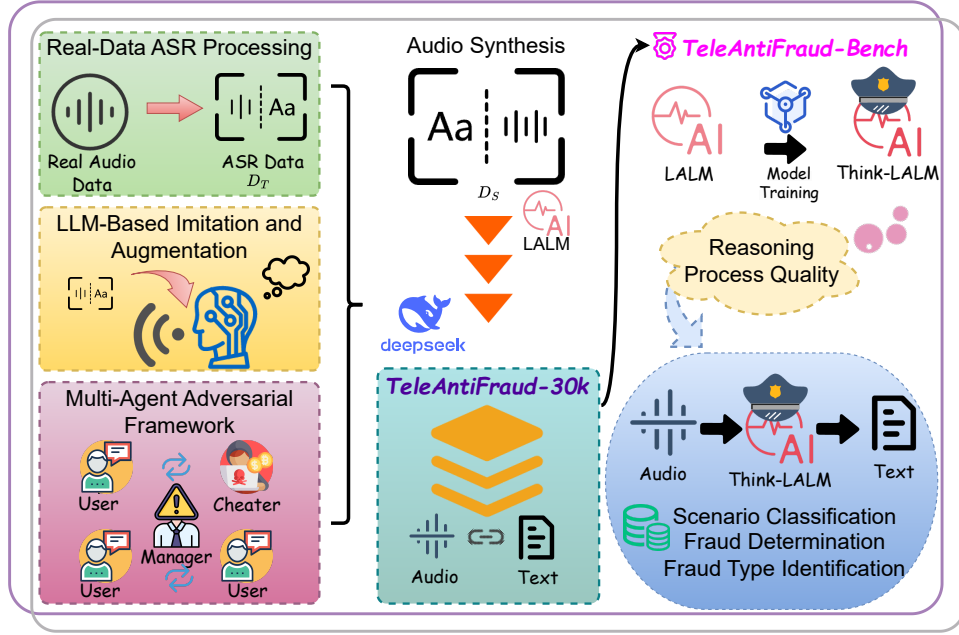 Real-Data ASR Processing
Aa
Real Audio
Data
ASR Data
D_T
LLM-Based Imitation and
Augmentation
Aa
Multi-Agent Adversarial
Framework
User
Cheater
Manager
User
User
Audio Synthesis
Aa
D_S
AI
LALM
deepseek
TeleAntiFraud-30k
Audio
Text
TeleAntiFraud-Bench
AI
LALM
Model
Training
AI
Think-LALM
Reasoning
Process Quality
Audio
AI
Think-LALM
Text
Scenario Classification
Fraud Determination
Fraud Type Identification